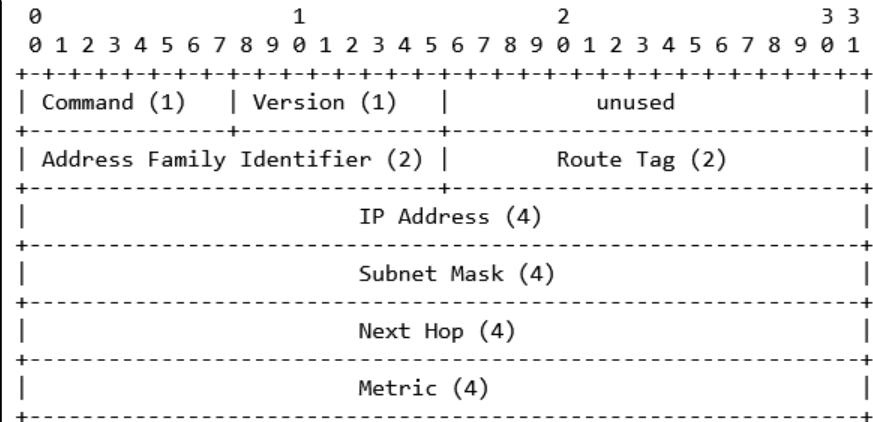 0 1 2 3 3
0 1 2 3 4 5 6 7 8 9 0 1 2 3 4 5 6 7 8 9 0 1 2 3 4 5 6 7 8 9 0 1
+-+-+-+-+-+-+-+-+-+-+-+-+-+-+-+-+-+-+-+-+-+-+-+-+-+-+-+-+-+-+-+-+
| Command (1) | Version (1) | unused |
+---------------+---------------+-------------------------------+
| Address Family Identifier (2) | Route Tag (2) |
+-------------------------------+-------------------------------+
| IP Address (4) |
+---------------------------------------------------------------+
| Subnet Mask (4) |
+---------------------------------------------------------------+
| Next Hop (4) |
+---------------------------------------------------------------+
| Metric (4) |
+---------------------------------------------------------------+